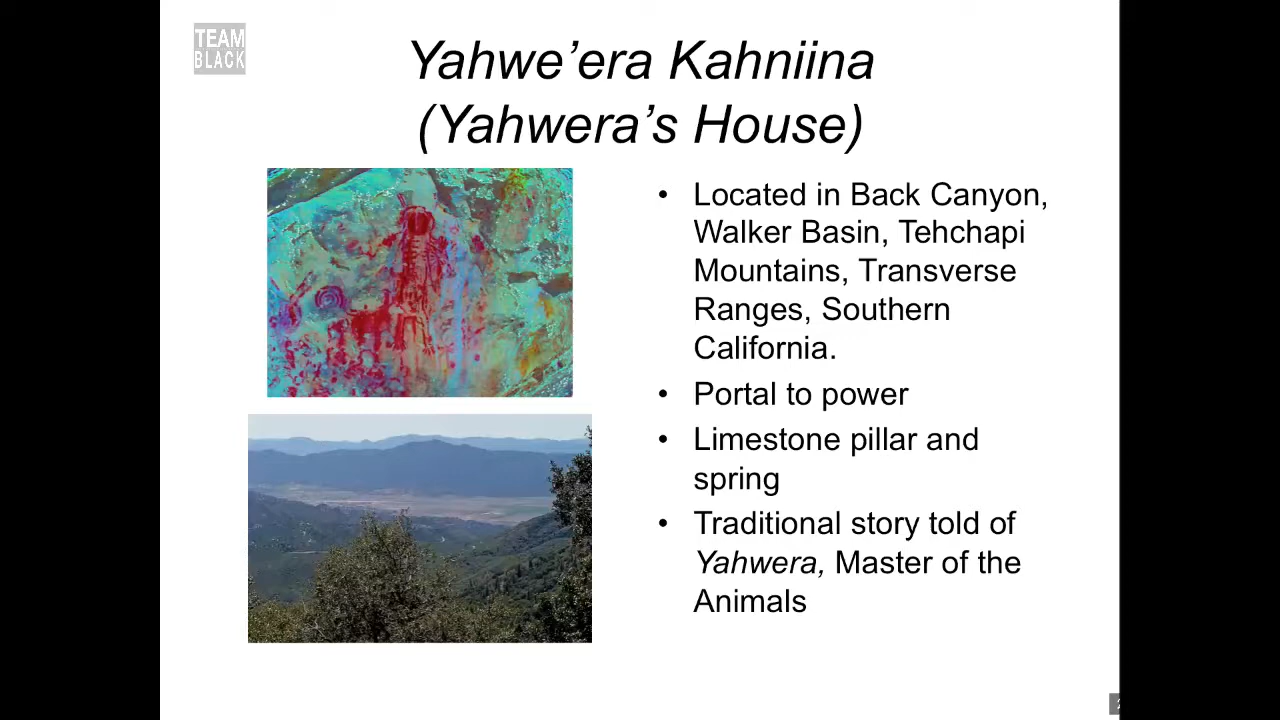 TEAM
BLACK
Yahwe’era Kahniina
(Yahwera’s House)
• Located in Back Canyon,
Walker Basin, Tehchapi
Mountains, Transverse
Ranges, Southern
California.
• Portal to power
• Limestone pillar and
spring
• Traditional story told of
Yahwera, Master of the
Animals